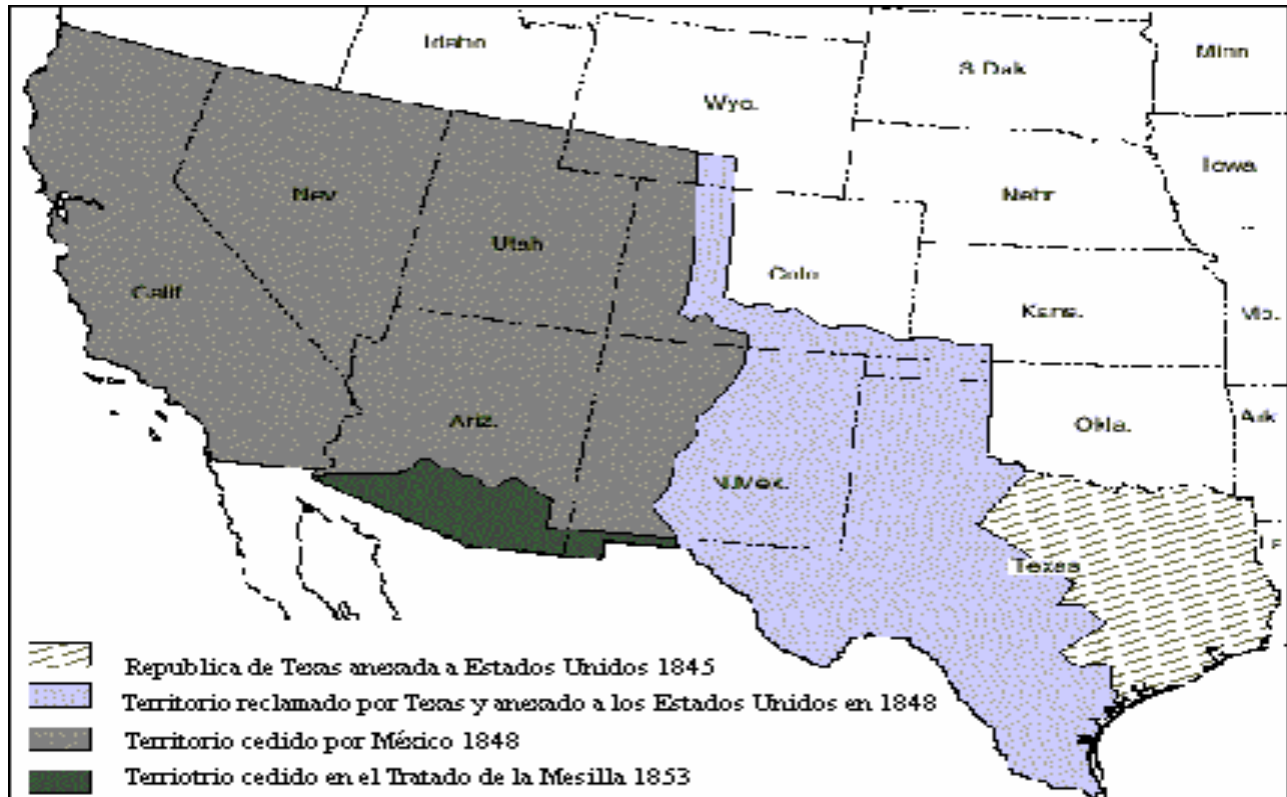 Idaho
Minn
S Dak
Wyo.
Iowa
Nebr
Nev
Utah
Colo
Calif
Kans.
Mo.
Ariz.
Okla.
Ark
N.Mex.
Texas
Republica de Texas anexada a Estados Unidos 1845
Territorio reclamado por Texas y anexado a los Estados Unidos en 1848
Territorio cedido por México 1848
Terriotrio cedido en el Tratado de la Mesilla 1853